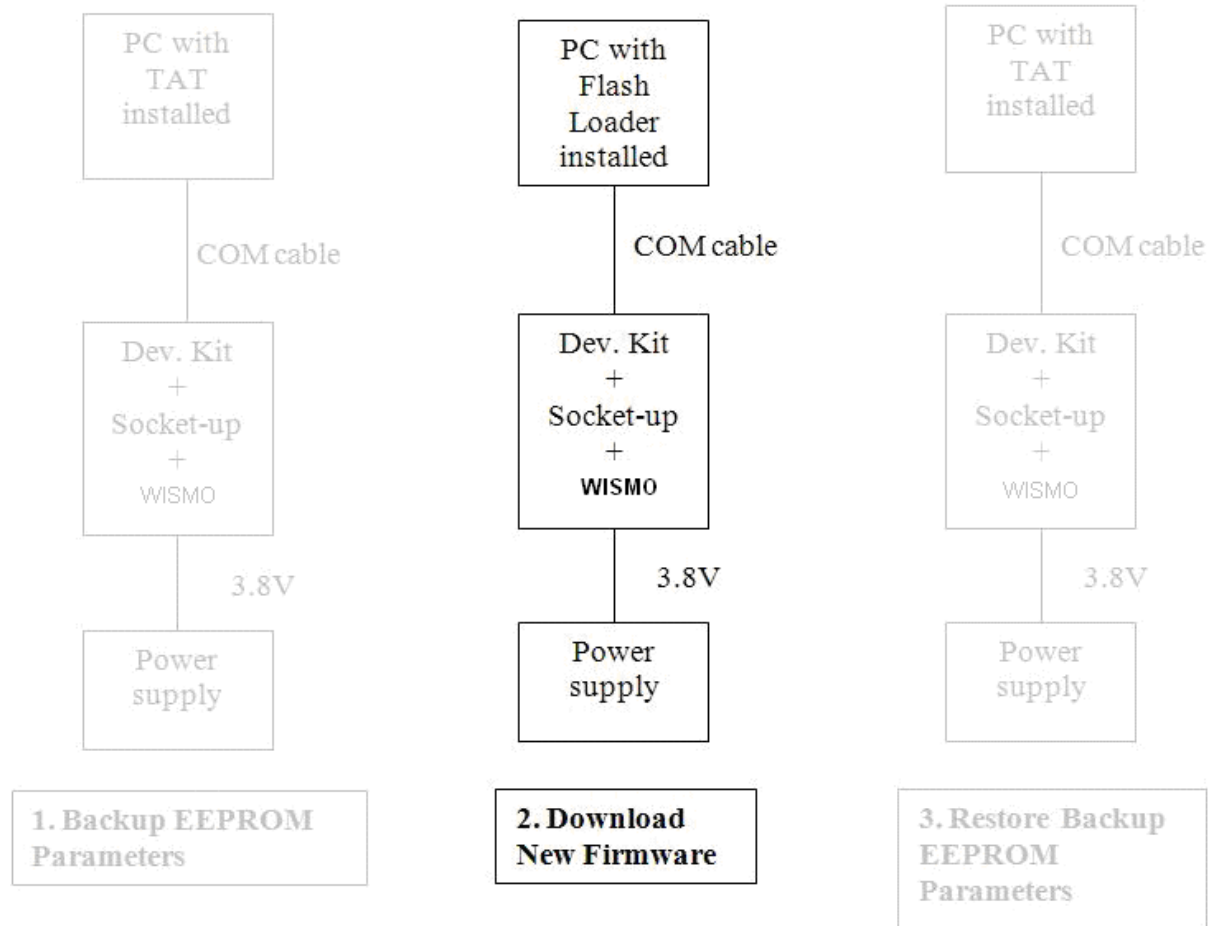 PC with
TAT
installed
COM cable
Dev. Kit
+
Socket-up
+
WISMO
3.8V
Power
supply
1. Backup EEPROM
Parameters
PC with
Flash
Loader
installed
COM cable
Dev. Kit
+
Socket-up
+
WISMO
3.8V
Power
supply
2. Download
New Firmware
PC with
TAT
installed
COM cable
Dev. Kit
+
Socket-up
+
WISMO
3.8V
Power
supply
3. Restore Backup
EEPROM
Parameters